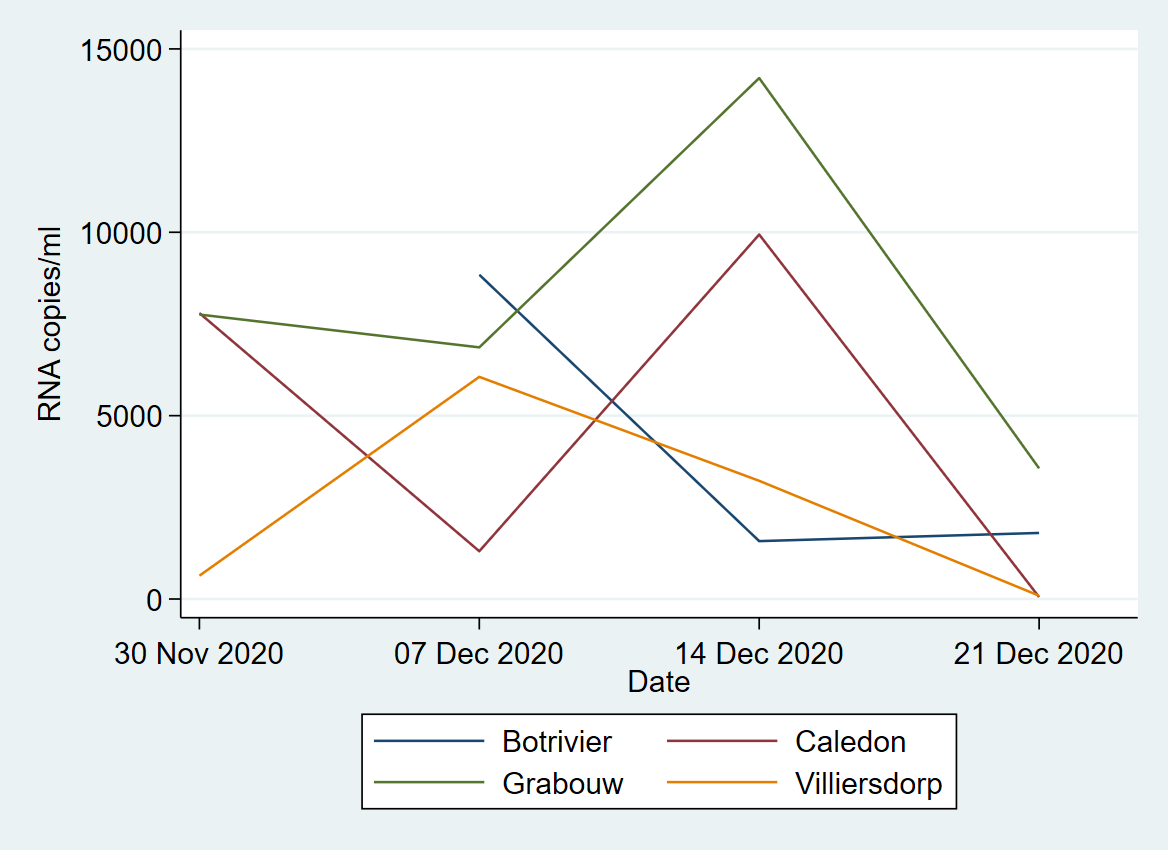 RNA copies/ml
15000
10000
5000
0
30 Nov 2020 07 Dec 2020 14 Dec 2020 21 Dec 2020
Date
Botrivier Caledon
Grabouw Villiersdorp